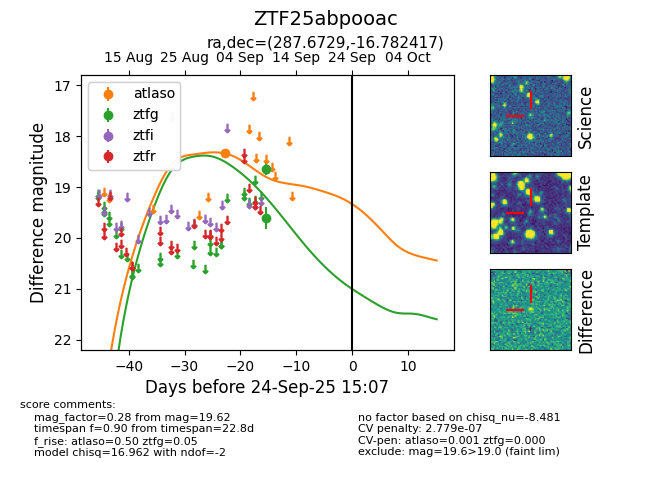 ZTF25abpooac
ra,dec=(287.6729,-16.782417)
15 Aug 25 Aug 04 Sep 14 Sep 24 Sep 04 Oct
atlaso
ztfg
ztfi
ztfr
17
18
19
20
21
22
Difference magnitude
−40 −30 −20 −10 0 10
Days before 24-Sep-25 15:07
Science
Template
Difference
score comments:
mag_factor=0.28 from mag=19.62
timespan f=0.90 from timespan=22.8d
f_rise: atlaso=0.50 ztfg=0.05
model chisq=16.962 with ndof=-2
no factor based on chisq_nu=-8.481
CV penalty: 2.779e-07
CV-pen: atlaso=0.001 ztfg=0.000
exclude: mag=19.6>19.0 (faint lim)